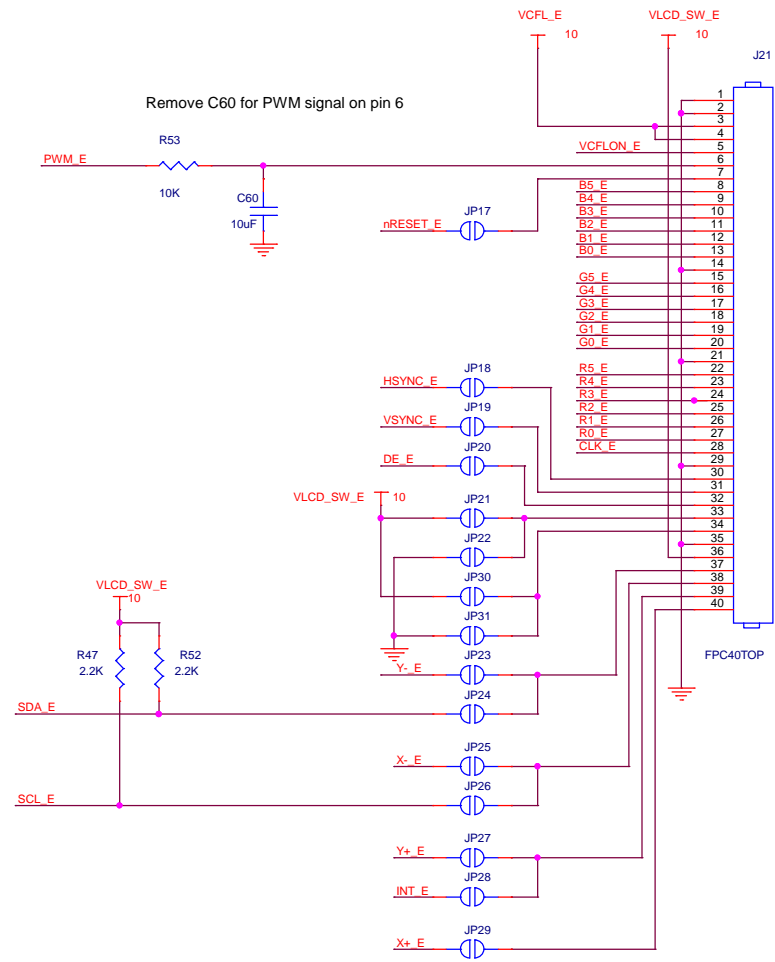 VCFL_E
10
VLCD_SW_E
10
J21
Remove C60 for PWM signal on pin 6
R53
PWM_E
10K
C60
10uF
VCFLON_E
JP17
nRESET_E
B5_E
B4_E
B3_E
B2_E
B1_E
B0_E
G5_E
G4_E
G3_E
G2_E
G1_E
G0_E
R5_E
R4_E
R3_E
R2_E
R1_E
R0_E
CLK_E
1
2
3
4
5
6
7
8
9
10
11
12
13
14
15
16
17
18
19
20
21
22
23
24
25
26
27
28
29
30
31
32
33
34
35
36
37
38
39
40
FPC40TOP
JP18
HSYNC_E
JP19
VSYNC_E
JP20
DE_E
VLCD_SW_E
10
JP21
JP22
JP30
JP31
VLCD_SW_E
10
R47
2.2K
R52
2.2K
JP23
Y-_E
JP24
SDA_E
JP25
X-_E
JP26
SCL_E
JP27
Y+_E
JP28
INT_E
JP29
X+_E